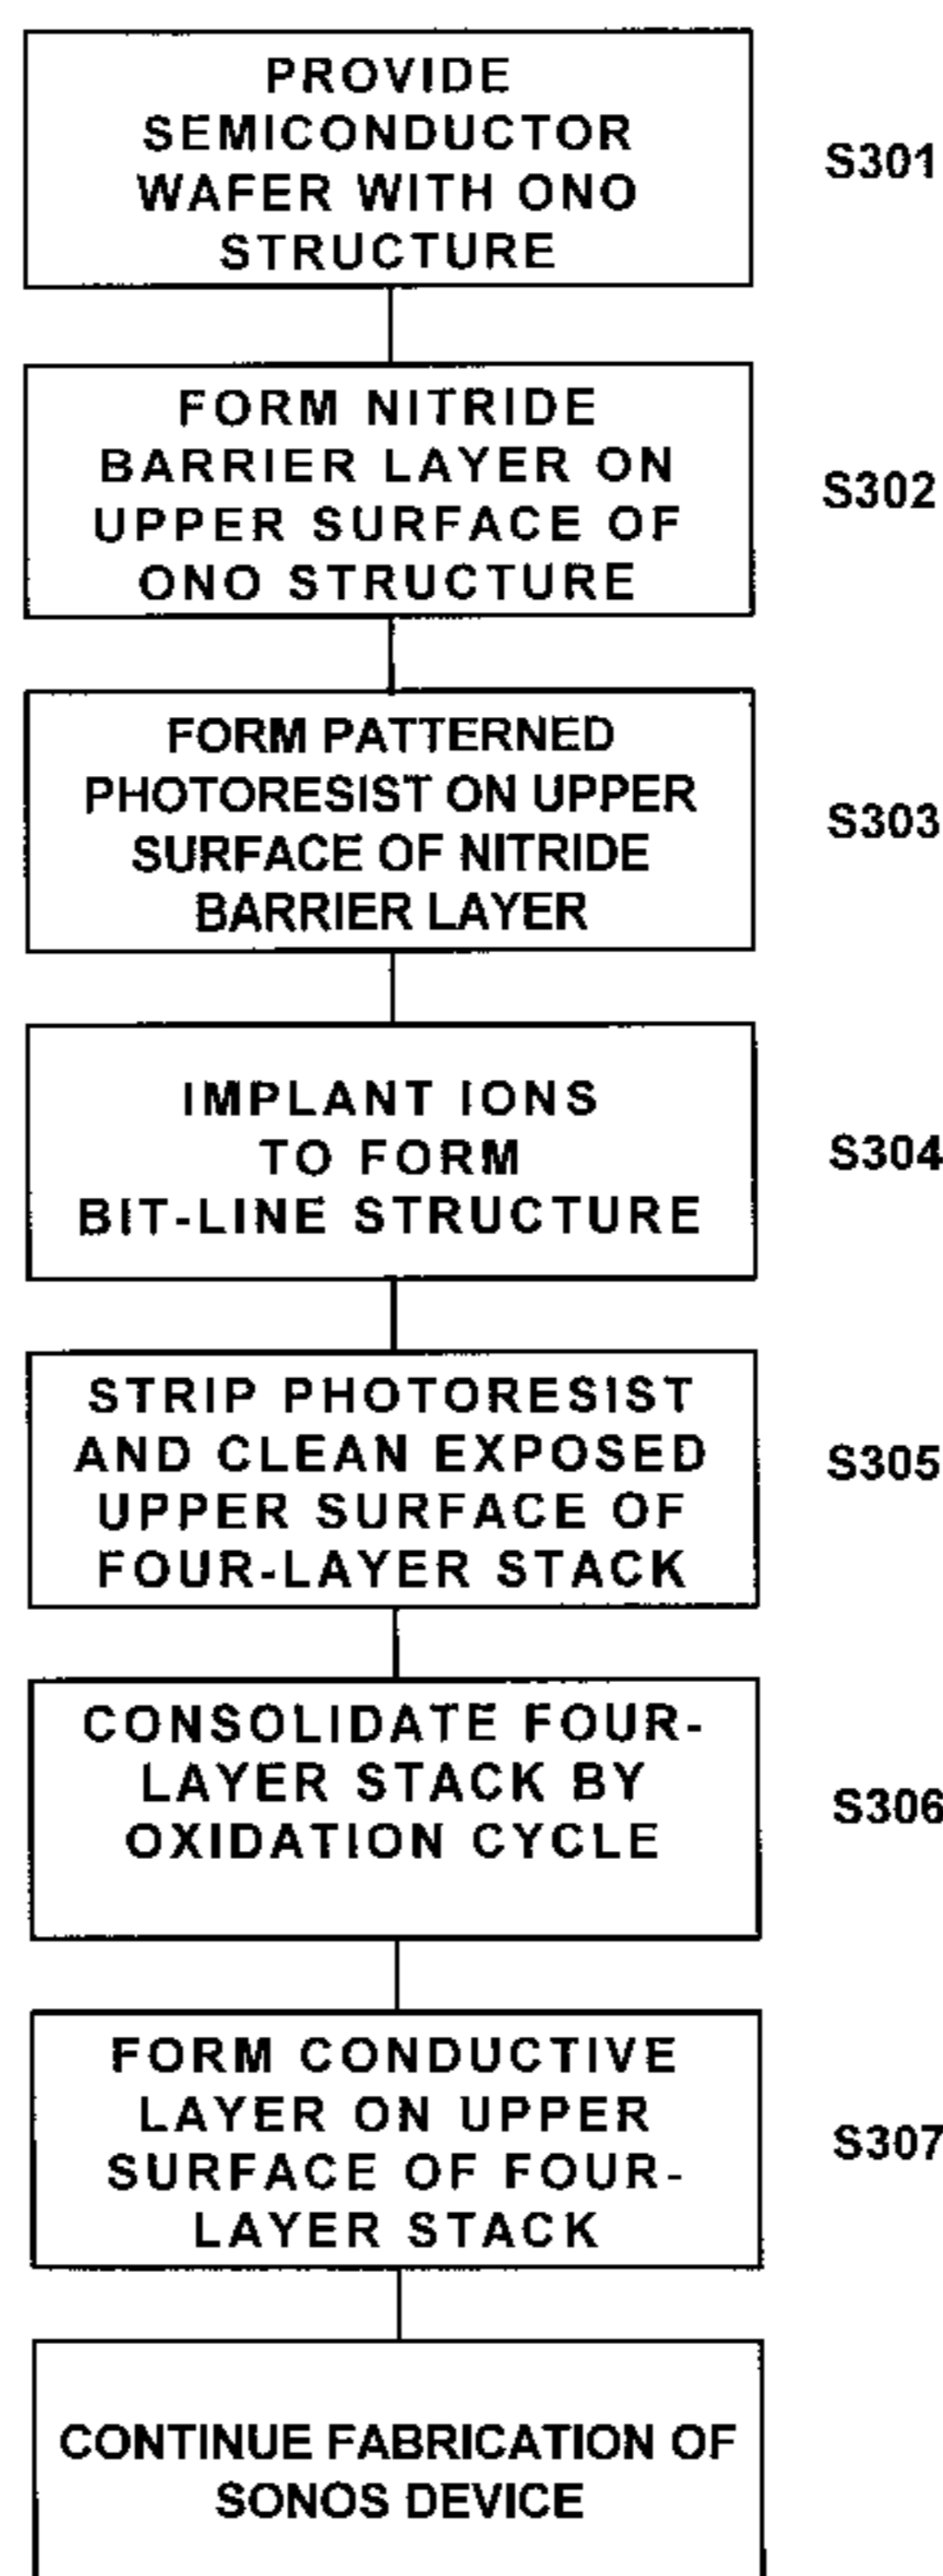 PROVIDE
SEMICONDUCTOR
WAFER WITH ONO
STRUCTURE
S301
FORM NITRIDE
BARRIER LAYER ON
UPPER SURFACE OF
ONO STRUCTURE
S302
FORM PATTERNED
PHOTORESIST ON UPPER
SURFACE OF NITRIDE
BARRIER LAYER
S303
IMPLANT IONS
TO FORM
BIT-LINE STRUCTURE
S304
STRIP PHOTORESIST
AND CLEAN EXPOSED
UPPER SURFACE OF
FOUR-LAYER STACK
S305
CONSOLIDATE FOUR-
LAYER STACK BY
OXIDATION CYCLE
S306
FORM CONDUCTIVE
LAYER ON UPPER
SURFACE OF FOUR-
LAYER STACK
S307
CONTINUE FABRICATION OF
SONOS DEVICE